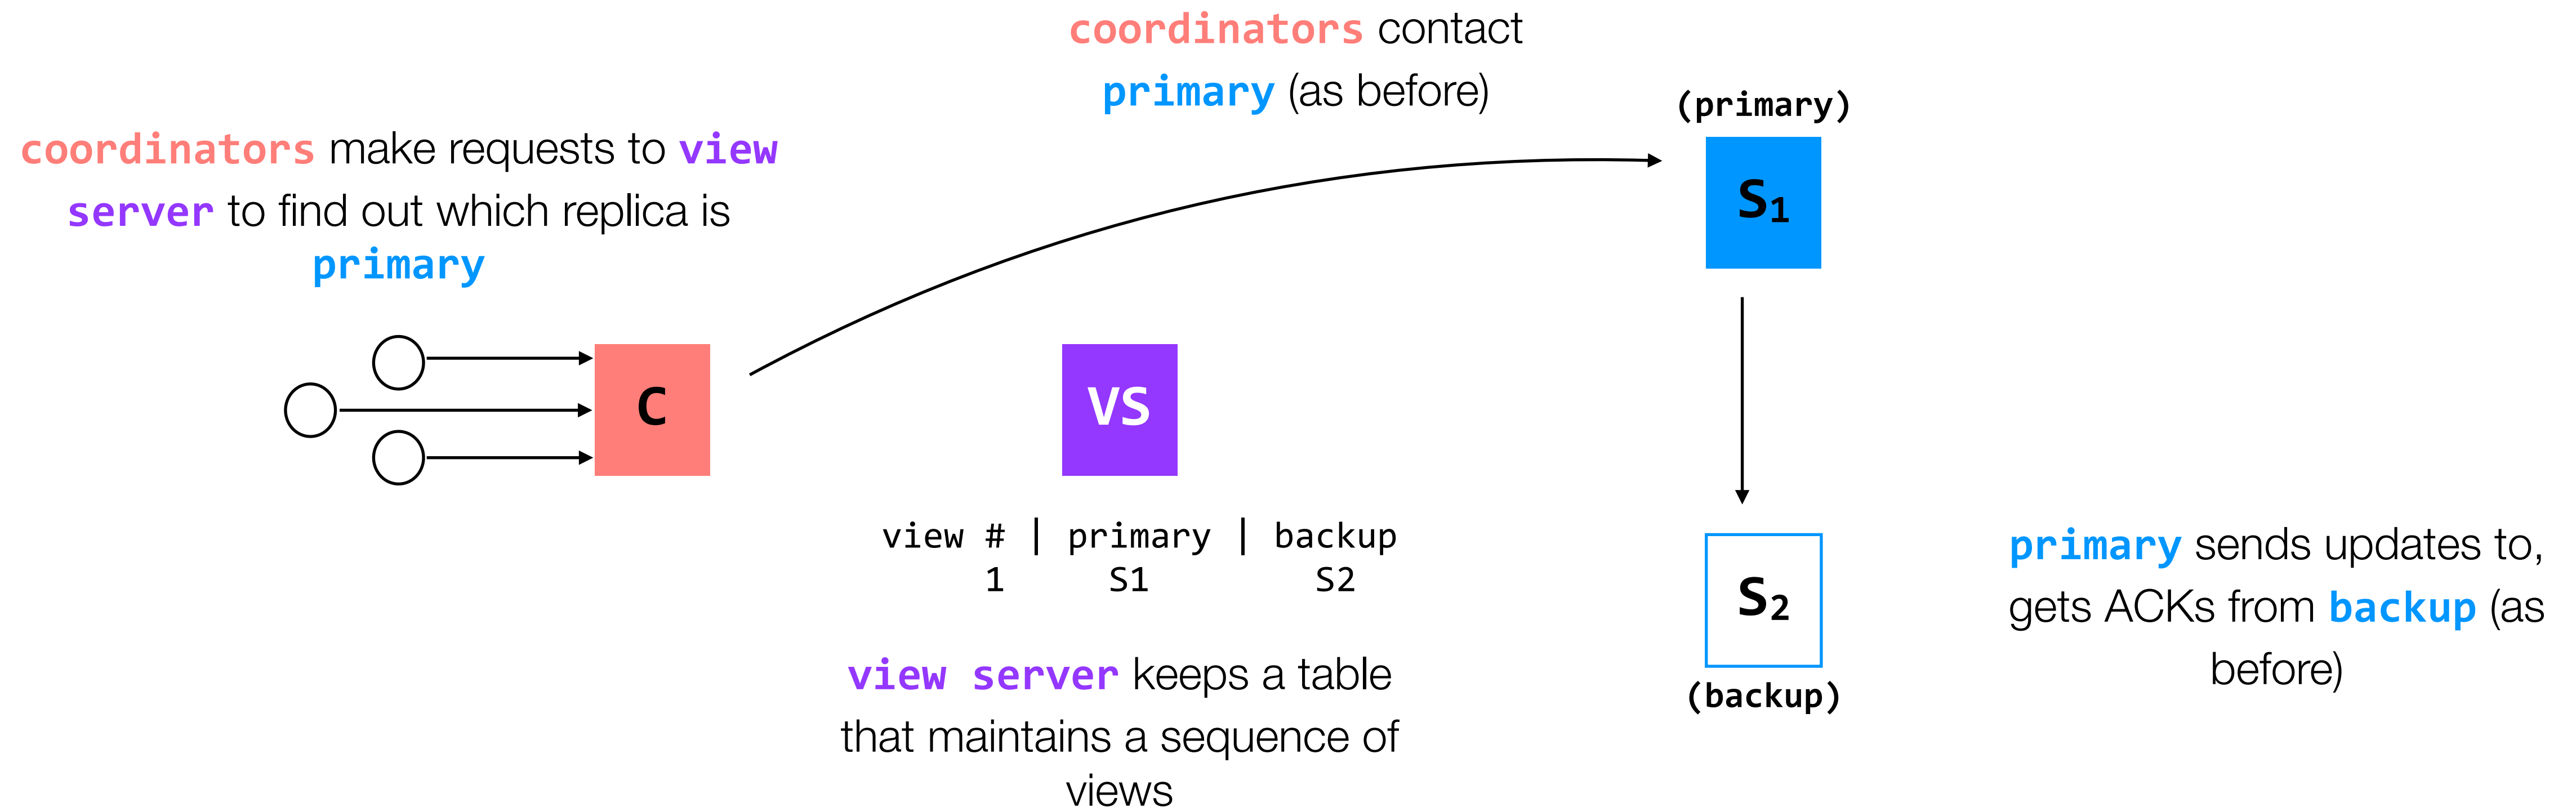 coordinators contact
primary (as before)
(primary)
S1
coordinators make requests to view
server to find out which replica is
primary
C
VS
view # | primary | backup
1 S1 S2
view server keeps a table
that maintains a sequence of
views
S2
(backup)
primary sends updates to,
gets ACKs from backup (as
before)